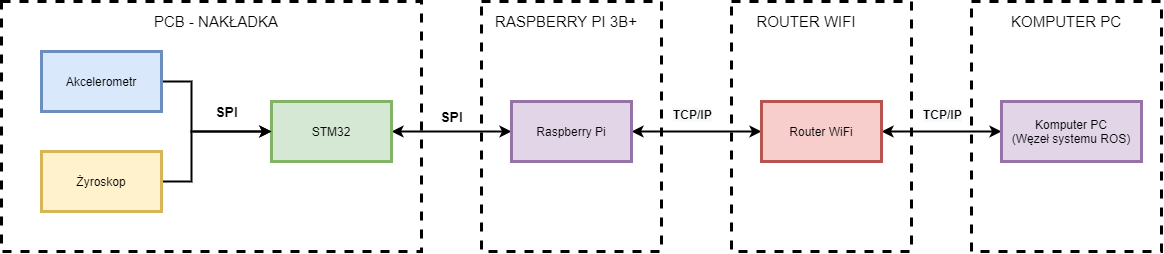 PCB - NAKŁADKA
RASPBERRY PI 3B+
ROUTER WIFI
KOMPUTER PC
Akcelerometr
Żyroskop
SPI
STM32
SPI
Raspberry Pi
TCP/IP
Router WiFi
TCP/IP
Komputer PC
(Węzeł systemu ROS)